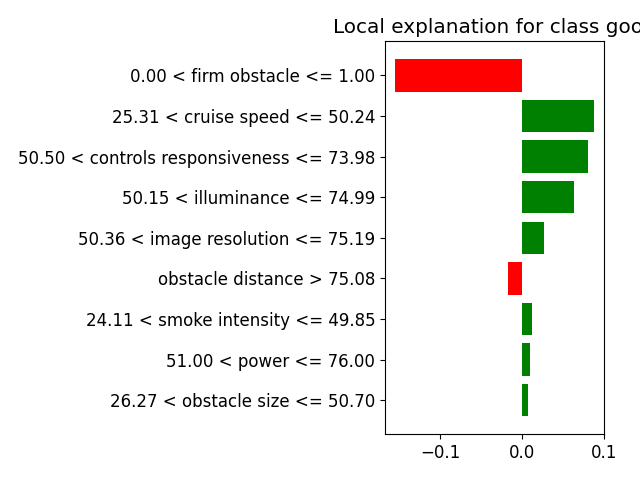 Local explanation for class goo
0.00 < firm obstacle <= 1.00
25.31 < cruise speed <= 50.24
50.50 < controls responsiveness <= 73.98
50.15 < illuminance <= 74.99
50.36 < image resolution <= 75.19
obstacle distance > 75.08
24.11 < smoke intensity <= 49.85
51.00 < power <= 76.00
26.27 < obstacle size <= 50.70
−0.1 0.0 0.1